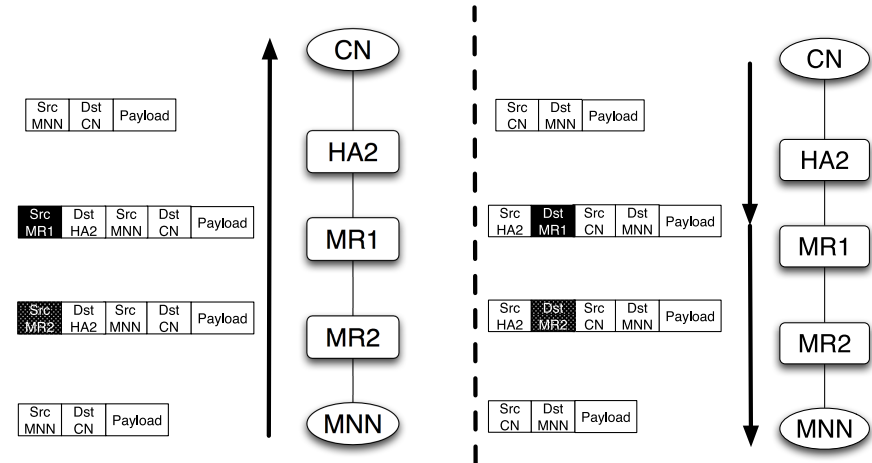 CN
Src Dst
MNN CN Payload
HA2
Src Dst Src Dst
MR1 HA2 MNN CN Payload
MR1
Src Dst Src Dst
MR2 HA2 MNN CN Payload
MR2
Src Dst
MNN CN Payload
MNN
CN
Src Dst
CN MNN Payload
HA2
Src Dst Src Dst
HA2 MR1 CN MNN Payload
MR1
Src Dst Src Dst
HA2 MR2 CN MNN Payload
MR2
Src Dst
CN MNN Payload
MNN